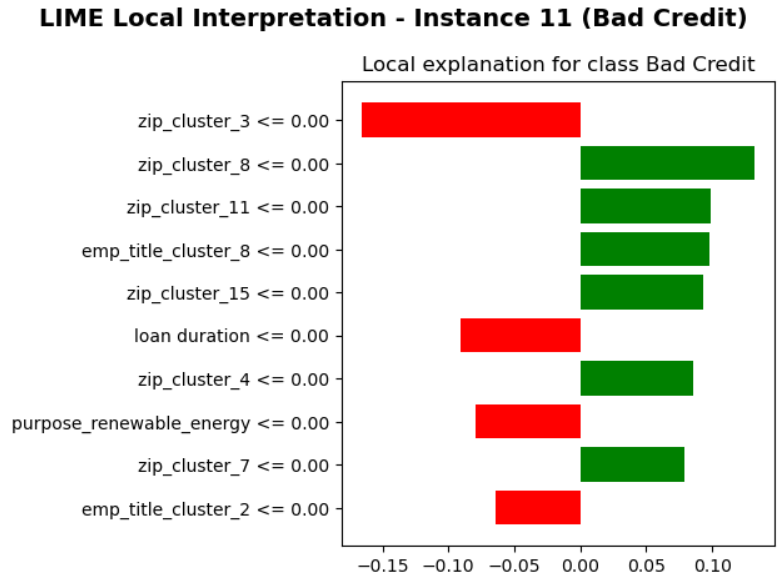 LIME Local Interpretation - Instance 11 (Bad Credit)
Local explanation for class Bad Credit
zip_cluster_3 <= 0.00
zip_cluster_8 <= 0.00
zip_cluster_11 <= 0.00
emp_title_cluster_8 <= 0.00
zip_cluster_15 <= 0.00
loan duration <= 0.00
zip_cluster_4 <= 0.00
purpose_renewable_energy <= 0.00
zip_cluster_7 <= 0.00
emp_title_cluster_2 <= 0.00
−0.15 −0.10 −0.05 0.00 0.05 0.10